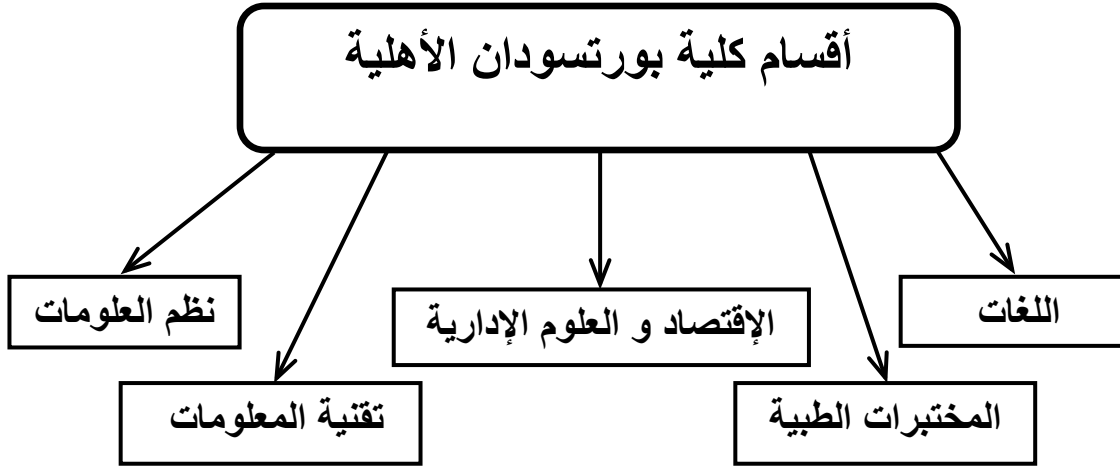 أقسام كلية بورتسودان الأهلية
اللغات
الإقتصاد و العلوم الإدارية
نظم العلومات
المختبرات الطبية
تقنية المعلومات